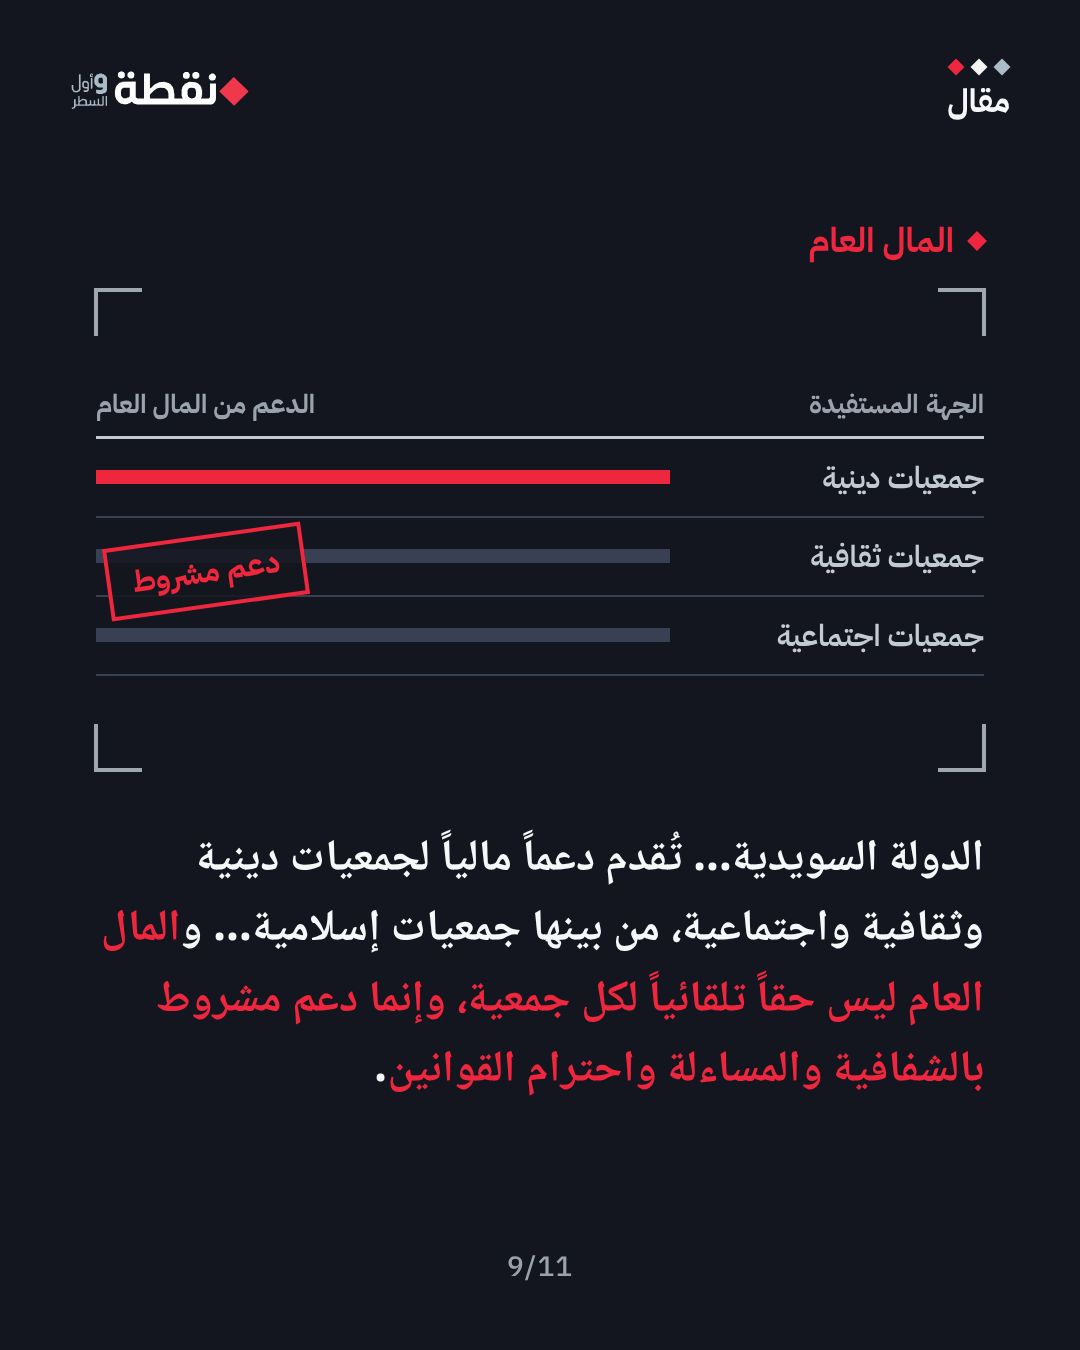 مقال
نقطة وأول
السطر
المال العام
الجهة المستفيدة الدعم من المال العام
جمعيات دينية
جمعيات ثقافية
دعم مشروط
جمعيات اجتماعية
الدولة السويدية... تُقدم دعماً مالياً لجمعيات دينية
وثقافية واجتماعية، من بينها جمعيات إسلامية... والمال
العام ليس حقاً تلقائياً لكل جمعية، وإنما دعم مشروط
بالشفافية والمساءلة واحترام القوانين.
9/11